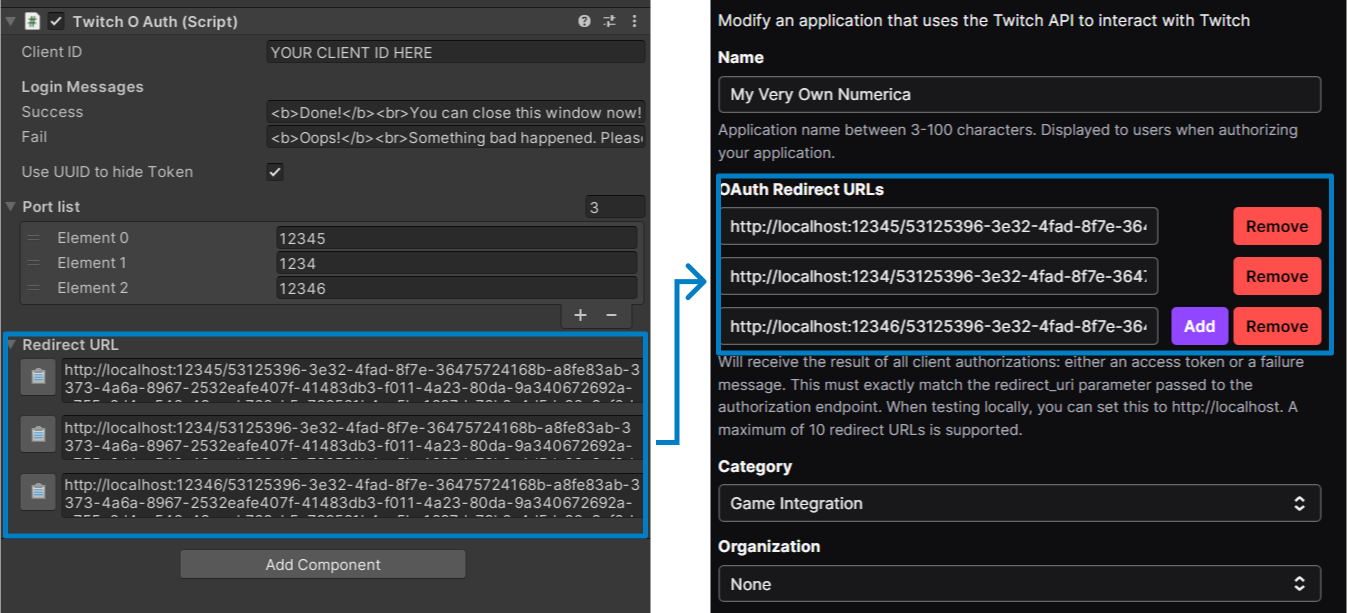 Twitch O Auth (Script)
Client ID
YOUR CLIENT ID HERE
Login Messages
Success
<b>Done!</b><br>You can close this window now!
Fail
<b>Oops!</b><br>Something bad happened. Pleas
Use UUID to hide Token
Port list
3
Element 0
12345
Element 1
1234
Element 2
12346
Redirect URL
http://localhost:12345/53125396-3e32-4fad-8f7e-36475724168b-a8fe83ab-3
373-4a6a-8967-2532eafe407f-41483db3-f011-4a23-80da-9a340672692a-
http://localhost:1234/53125396-3e32-4fad-8f7e-36475724168b-a8fe83ab-3
373-4a6a-8967-2532eafe407f-41483db3-f011-4a23-80da-9a340672692a-
http://localhost:12346/53125396-3e32-4fad-8f7e-36475724168b-a8fe83ab-3
373-4a6a-8967-2532eafe407f-41483db3-f011-4a23-80da-9a340672692a-
Add Component
Modify an application that uses the Twitch API to interact with Twitch
Name
My Very Own Numerica
Application name between 3-100 characters. Displayed to users when authorizing
your application.
OAuth Redirect URLs
http://localhost:12345/53125396-3e32-4fad-8f7e-364
Remove
http://localhost:1234/53125396-3e32-4fad-8f7e-3647
Remove
http://localhost:12346/53125396-3e32-4fad-8f7e-364
Add
Remove
Will receive the result of all client authorizations: either an access token or a failure
message. This must exactly match the redirect_uri parameter passed to the
authorization endpoint. When testing locally, you can set this to http://localhost. A
maximum of 10 redirect URLs is supported.
Category
Game Integration
Organization
None